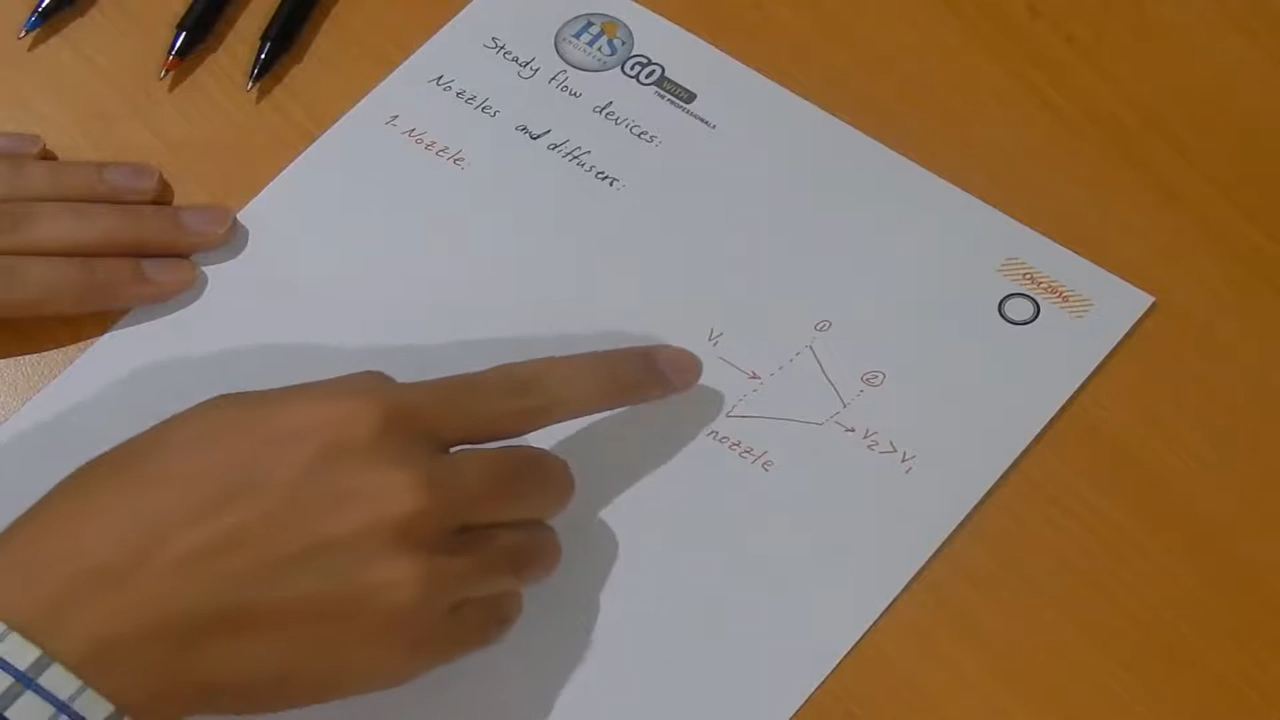 HS
ENGINEERS
GO WITH
THE PROFESSIONALS
Steady flow devices:
Nozzles and diffusers:
1- Nozzle:
①
V₁
②
V₂>V₁
nozzle